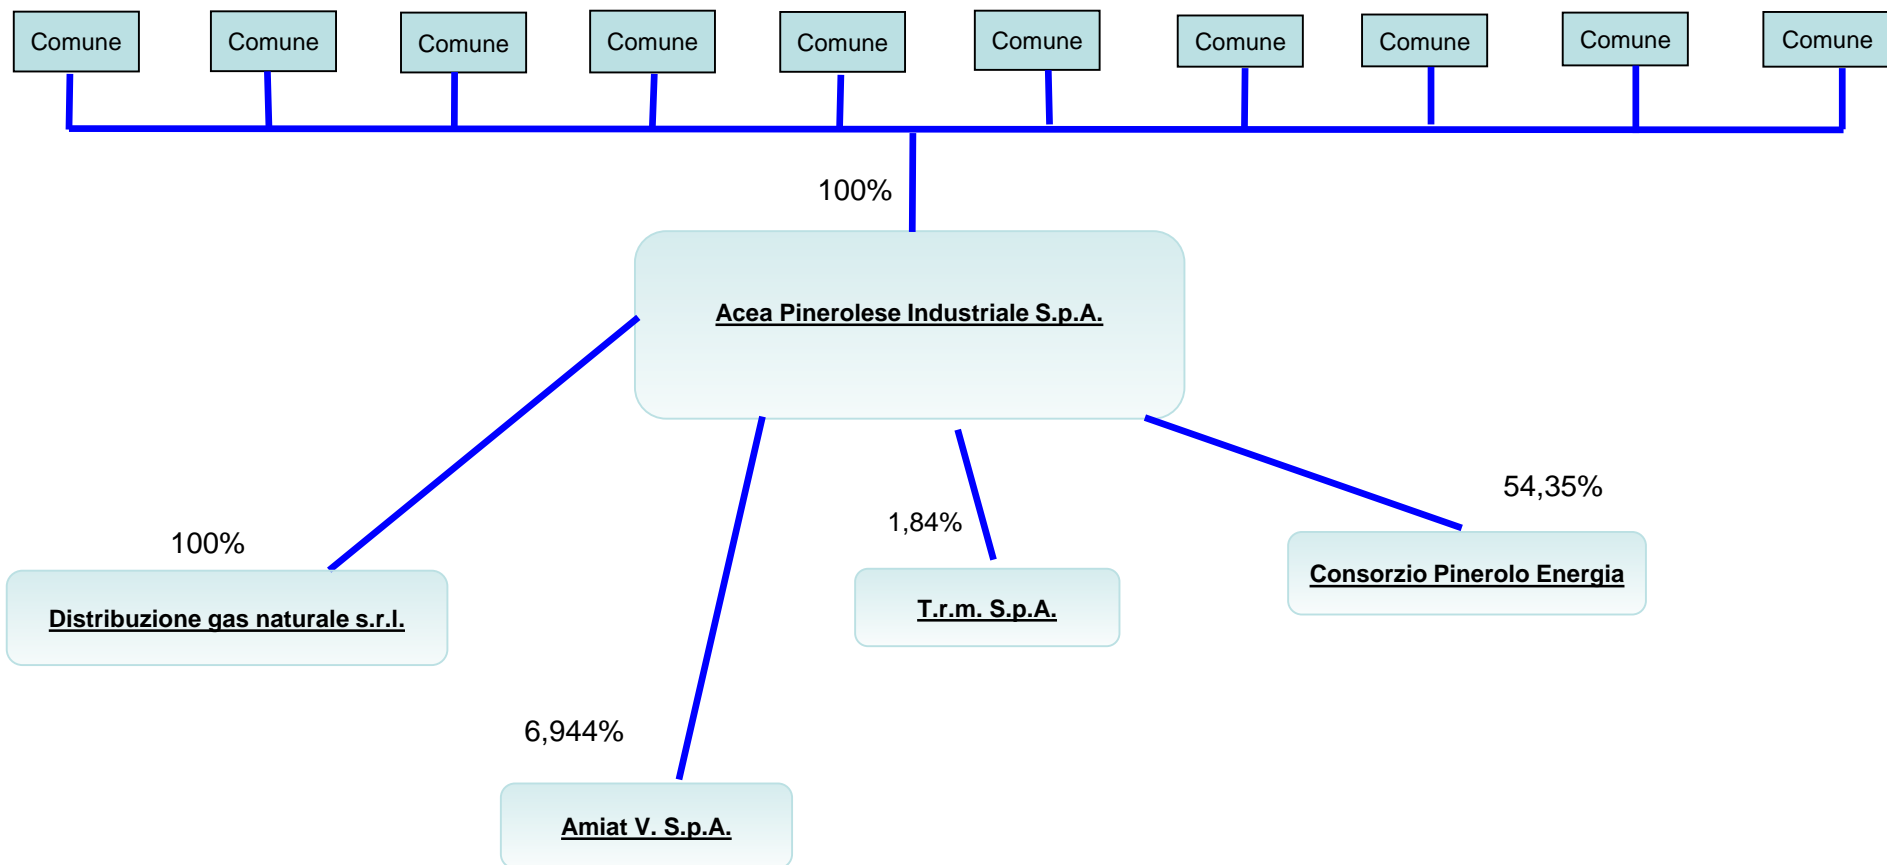 Comune
Comune
Comune
Comune
Comune
Comune
Comune
Comune
Comune
Comune
100%
Acea Pinerolese Industriale S.p.A.
54,35%
1,84%
100%
Consorzio Pinerolo Energia
T.r.m. S.p.A.
Distribuzione gas naturale s.r.l.
6,944%
Amiat V. S.p.A.